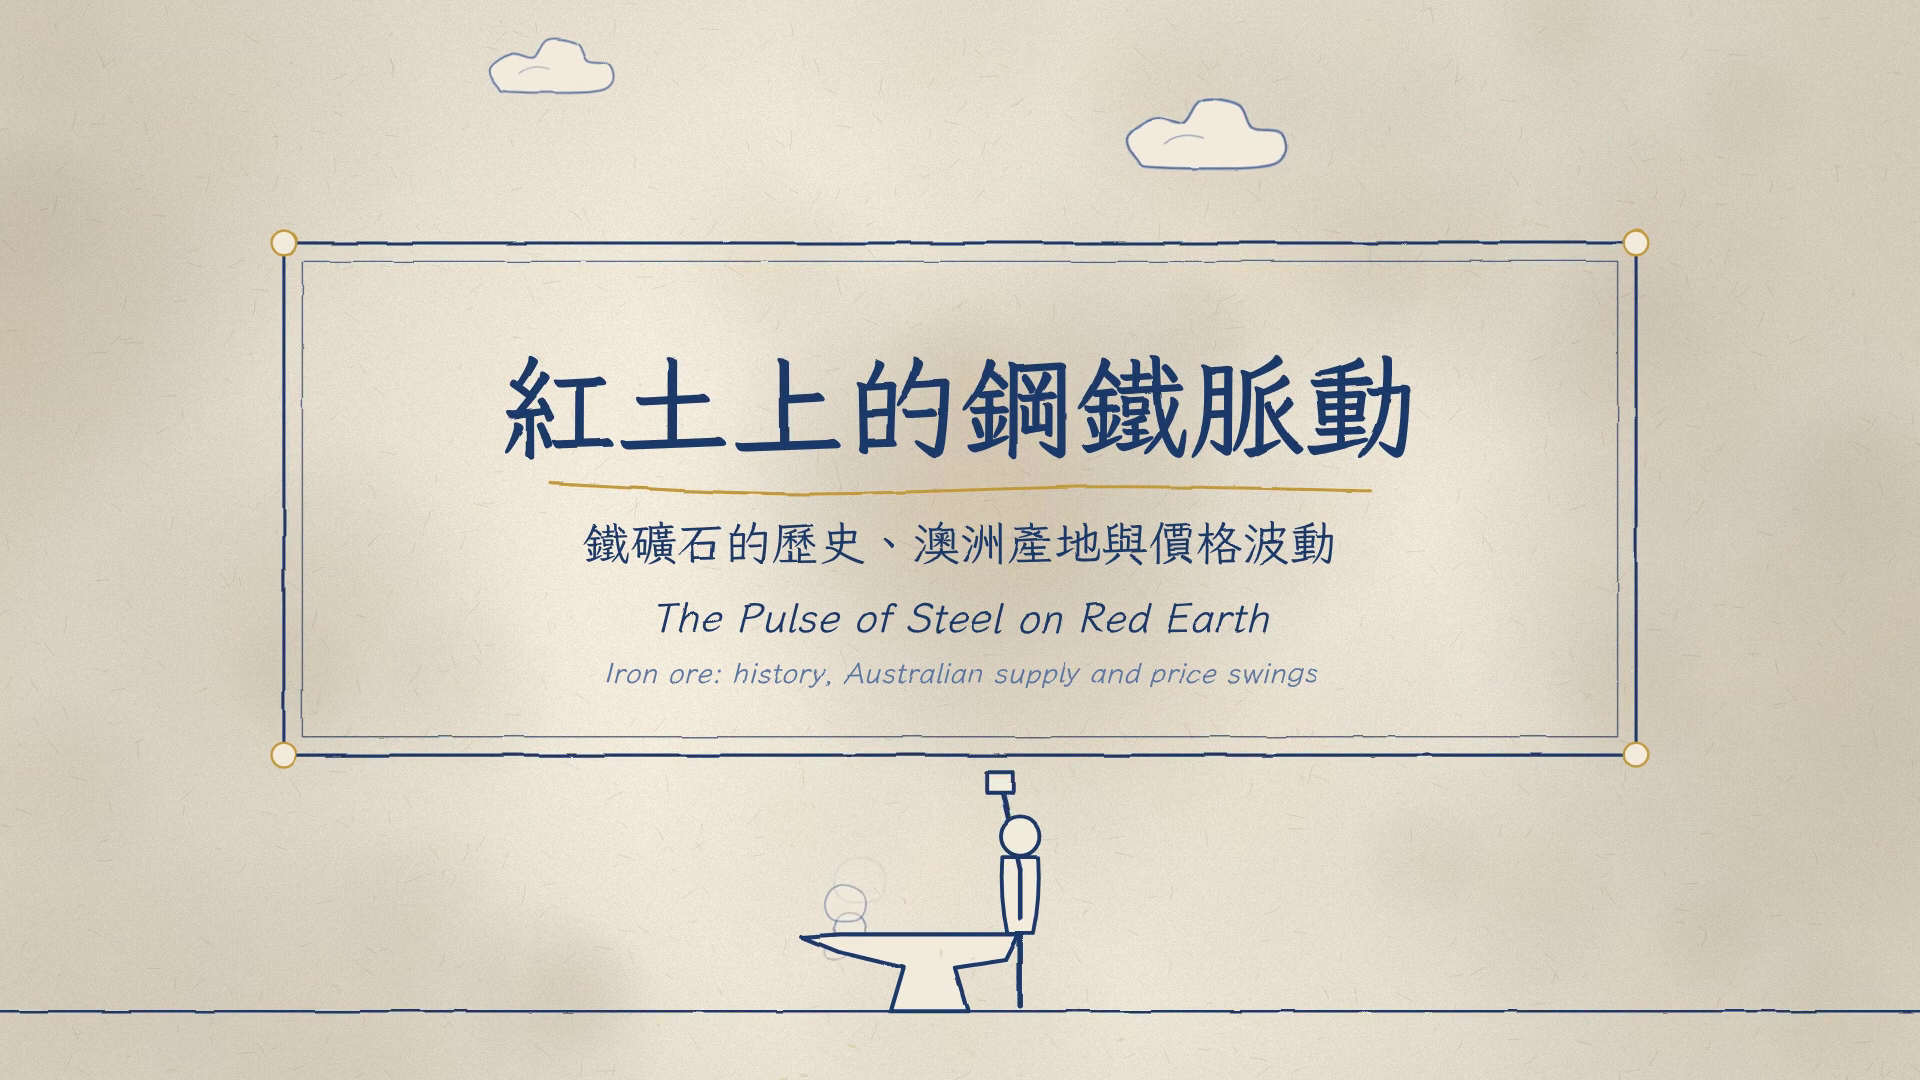 紅土上的鋼鐵脈動
鐵礦石的歷史、澳洲產地與價格波動
The Pulse of Steel on Red Earth
Iron ore: history, Australian supply and price swings